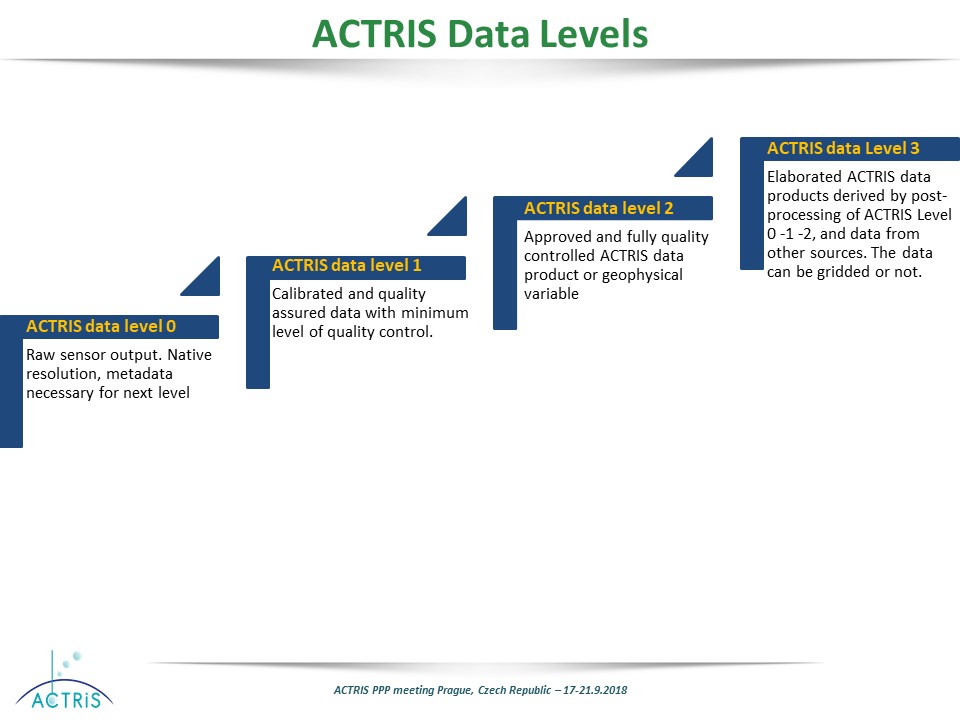 ACTRIS Data Levels
ACTRIS data level 0
Raw sensor output. Native
resolution, metadata
necessary for next level
ACTRIS data level 1
Calibrated and quality
assured data with minimum
level of quality control.
ACTRIS data level 2
Approved and fully quality
controlled ACTRIS data
product or geophysical
variable
ACTRIS data Level 3
Elaborated ACTRIS data
products derived by post-
processing of ACTRIS Level
0 -1 -2, and data from
other sources. The data
can be gridded or not.
ACTRiS
ACTRIS PPP meeting Prague, Czech Republic – 17-21.9.2018